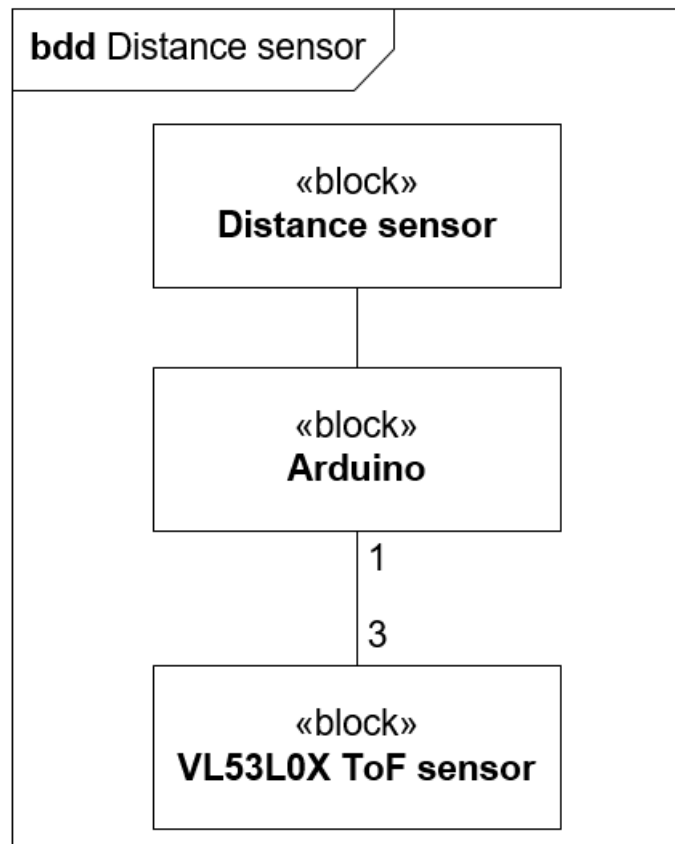 bdd Distance sensor
«block»
Distance sensor
«block»
Arduino
1
3
«block»
VL53L0X ToF sensor